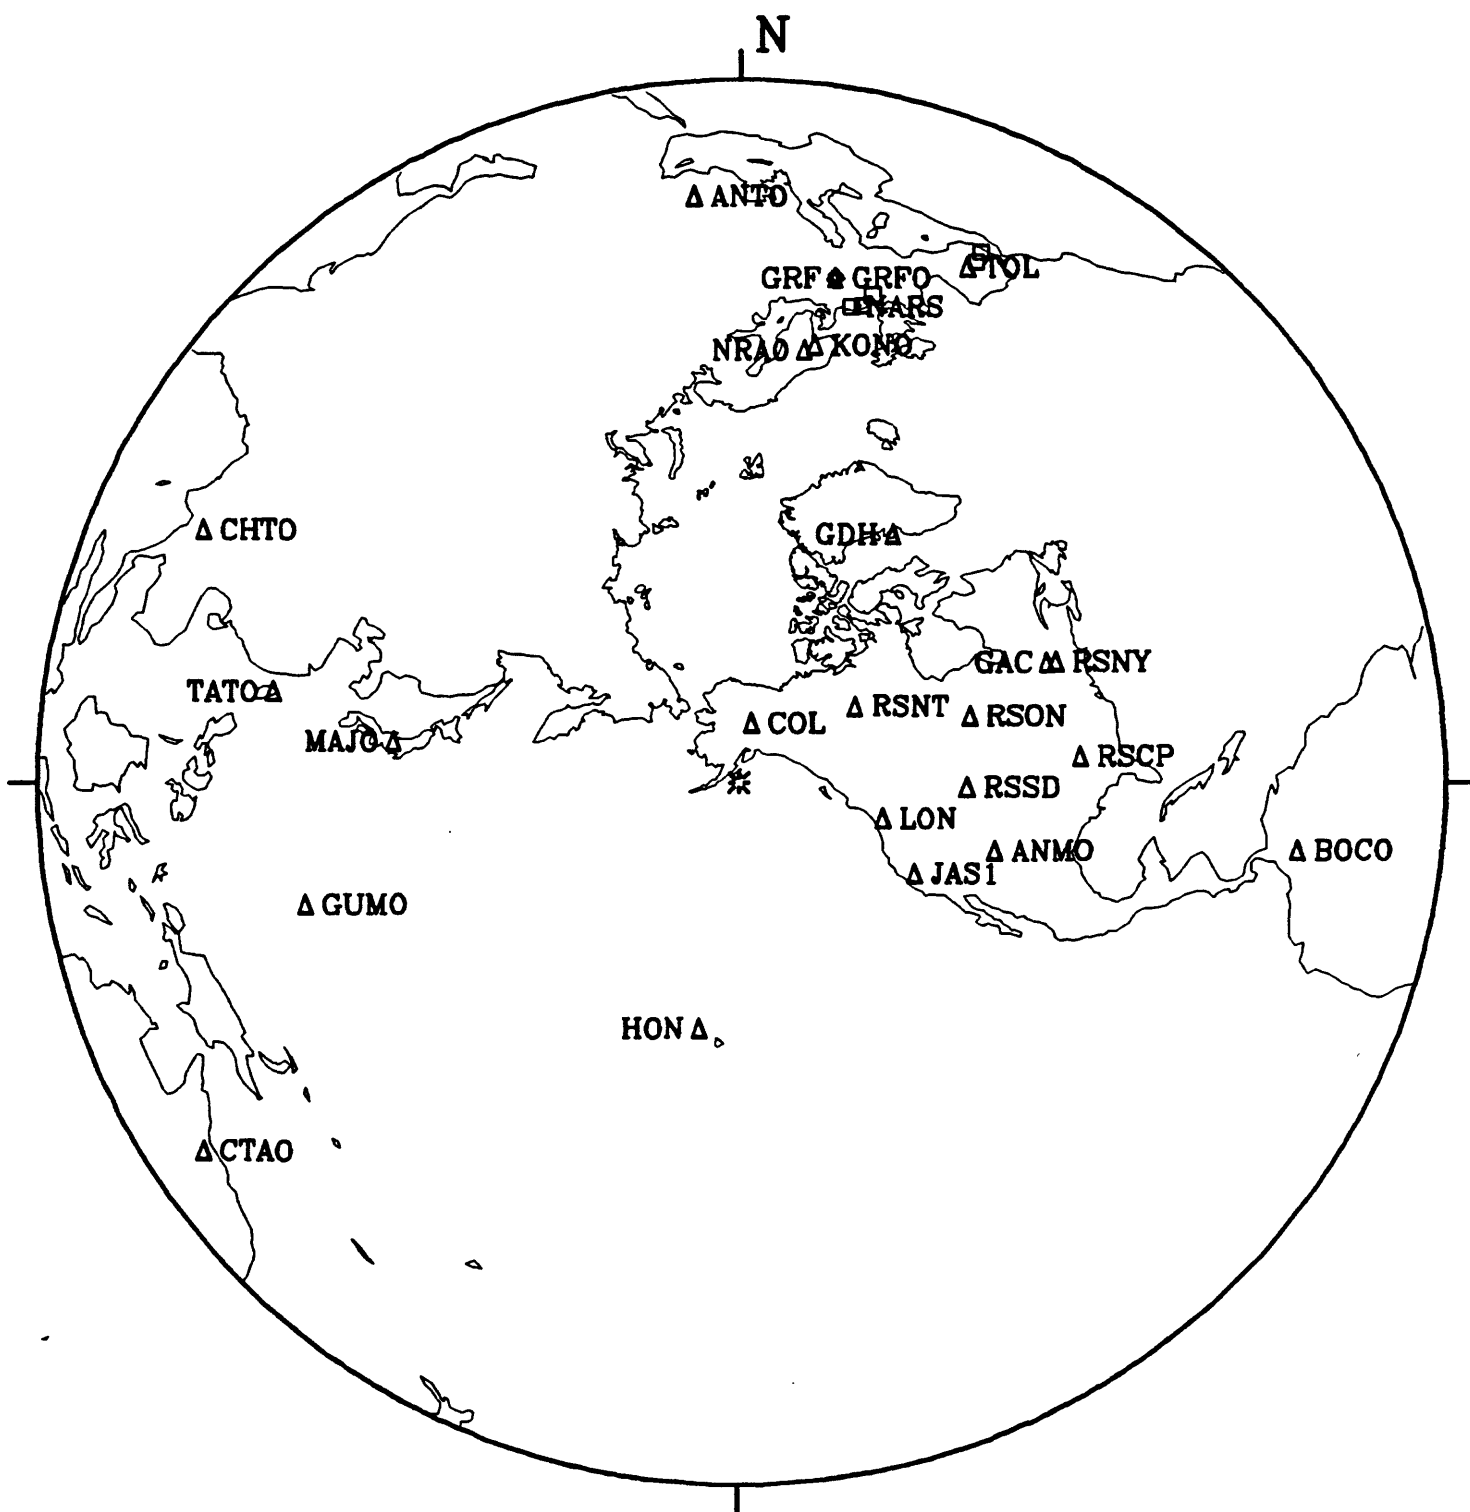 N
ANTO
GRF GRFO
TOL
NARS
NRAO KONO
CHTO
GDH
GAC RSNY
TATO
RSNT
COL
RSON
MAJO
RSCP
RSSD
LON
ANMO
BOCO
JAS1
GUMO
HON
CTAO